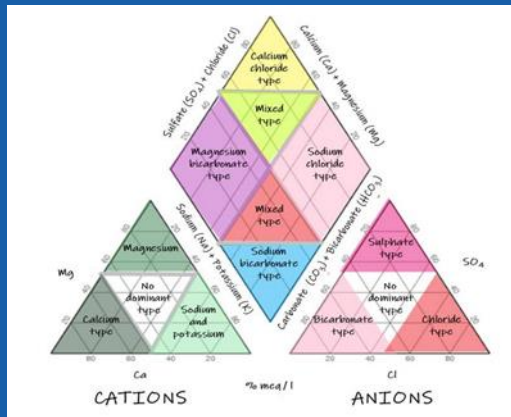 Sulfate (SO4) + Chloride (Cl)
Calcium (Ca) + Magnesium (Mg)
Calcium
chloride
type
Mixed
type
Magnesium
bicarbonate
type
Sodium
chloride
type
Mixed
type
Sodium
bicarbonate
type
Sodium (Na) + Potassium (K)
Carbonate (CO3) + Bicarbonate (HCO3)
Mg
Magnesium
No
dominant
type
Calcium
type
Sodium
and
potassium
80 60 40 20
Ca
CATIONS
% meq/l
Sulphate
type
SO4
No
dominant
type
Bicarbonate
type
Chloride
type
20 40 60 80
Cl
ANIONS